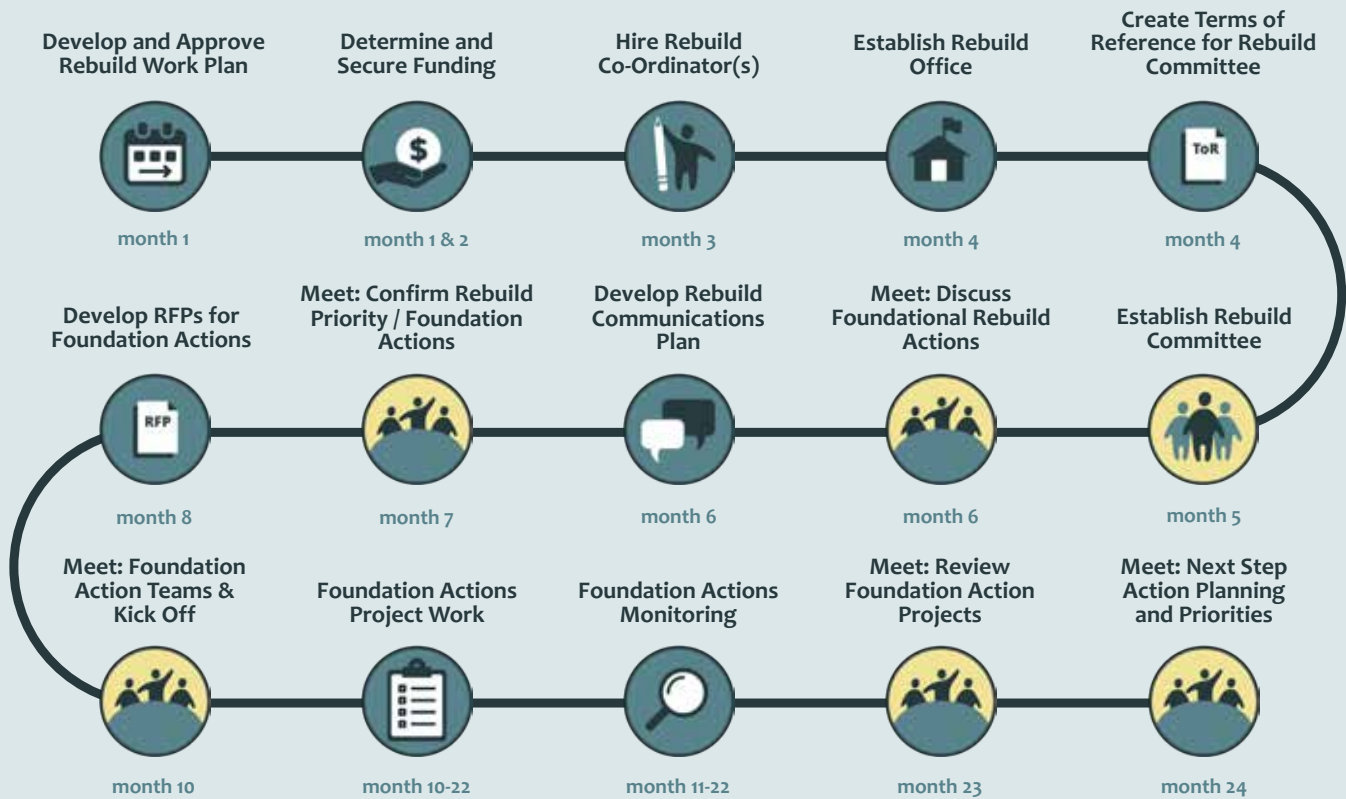 Develop and Approve
Rebuild Work Plan
month 1
Determine and
Secure Funding
$
month 1 & 2
Hire Rebuild
Co-Ordinator(s)
month 3
Establish Rebuild
Office
month 4
Create Terms of
Reference for Rebuild
Committee
ToR
month 4
Establish Rebuild
Committee
month 5
Meet: Discuss
Foundational Rebuild
Actions
month 6
Develop Rebuild
Communications
Plan
month 6
Meet: Confirm Rebuild
Priority / Foundation
Actions
month 7
Develop RFPs for
Foundation Actions
RFP
month 8
Meet: Foundation
Action Teams &
Kick Off
month 10
Foundation Actions
Project Work
month 10-22
Foundation Actions
Monitoring
month 11-22
Meet: Review
Foundation Action
Projects
month 23
Meet: Next Step
Action Planning
and Priorities
month 24